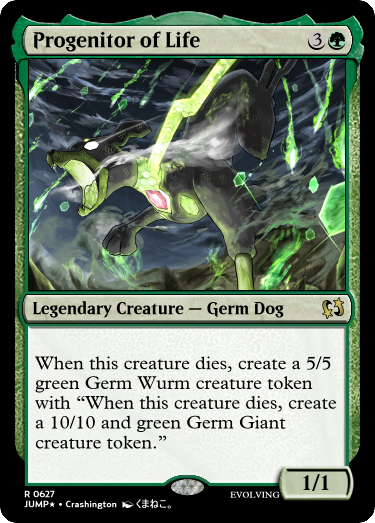 Progenitor of Life 3
Legendary Creature — Germ Dog
When this creature dies, create a 5/5
green Germ Wurm creature token
with “When this creature dies, create
a 10/10 and green Germ Giant
creature token.”
1/1
R 0627
JUMP★ • Crashington くまねこ。
EVOLVING